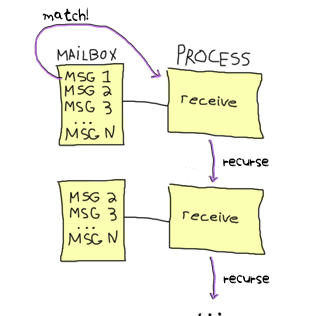 match!
MAILBOX
PROCESS
MSG 1
MSG 2
MSG 3
...
MSG N
receive
recurse
MSG 2
MSG 3
...
MSG N
receive
recurse
...